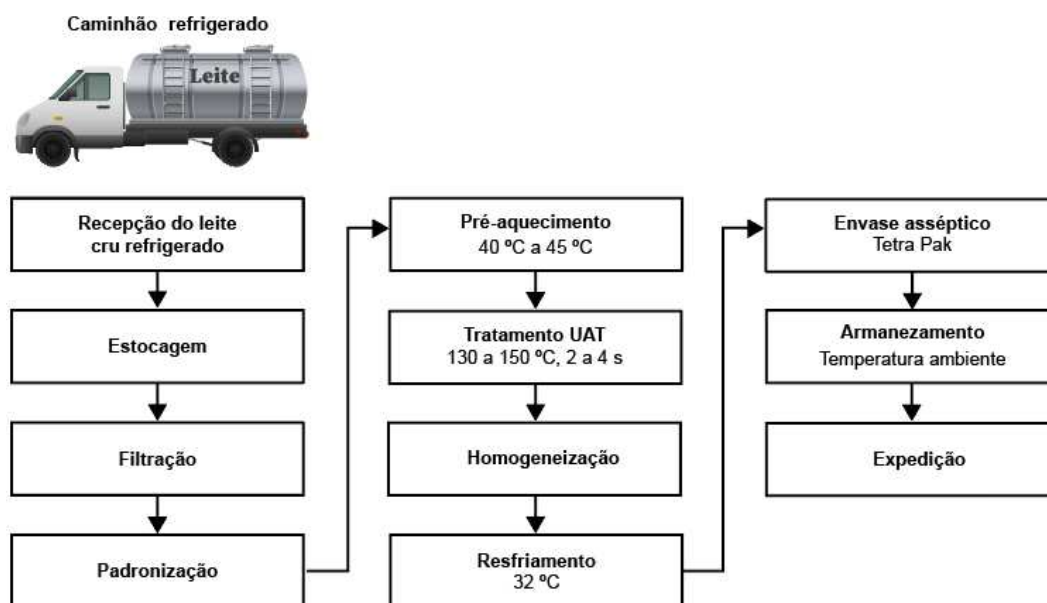 Caminhão refrigerado
Leite
Recepção do leite
cru refrigerado
Estocagem
Filtração
Padronização
Pré-aquecimento
40 ºC a 45 ºC
Tratamento UAT
130 a 150 ºC, 2 a 4 s
Homogeneização
Resfriamento
32 ºC
Envase asséptico
Tetra Pak
Armanezamento
Temperatura ambiente
Expedição